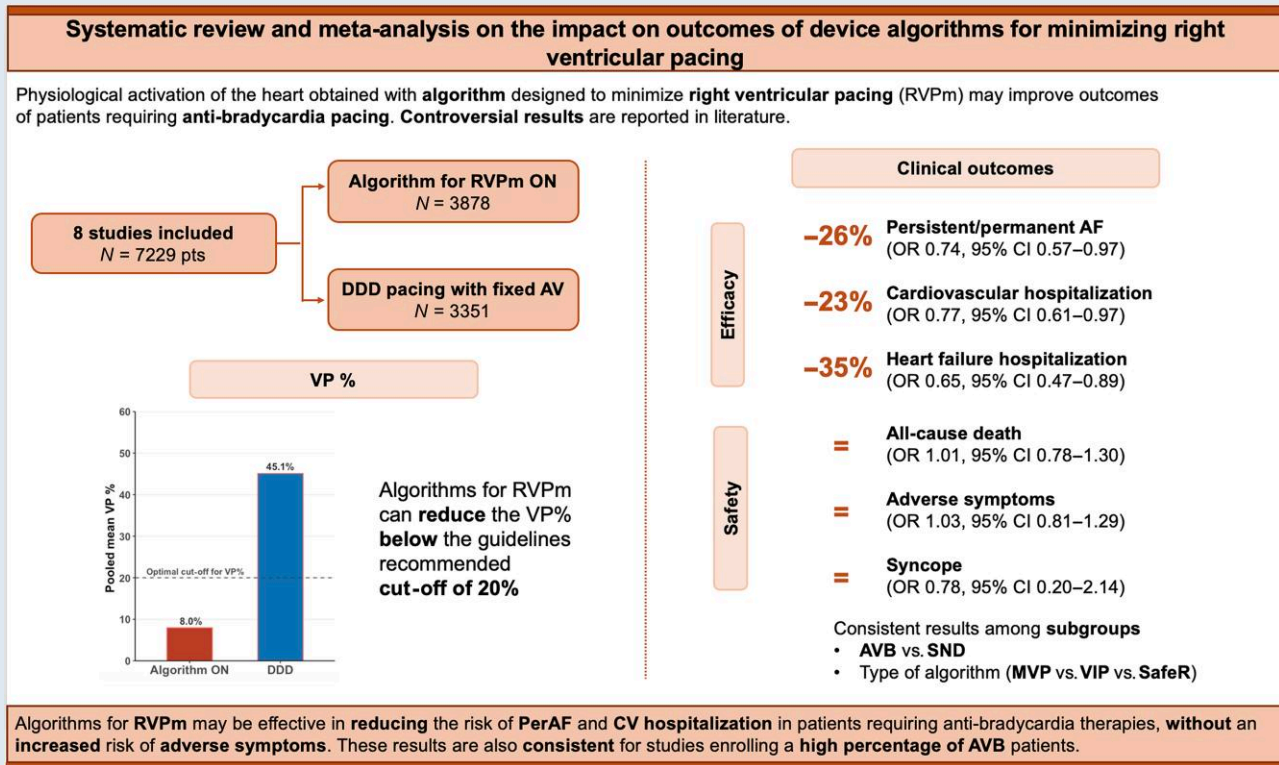 Systematic review and meta-analysis on the impact on outcomes of device algorithms for minimizing right
ventricular pacing
Physiological activation of the heart obtained with algorithm designed to minimize right ventricular pacing (RVPm) may improve outcomes
of patients requiring anti-bradycardia pacing. Controversial results are reported in literature.
8 studies included
N = 7229 pts
Algorithm for RVPm ON
N = 3878
DDD pacing with fixed AV
N = 3351
VP %
Pooled mean VP %
60
50
40
30
20
10
0
45.1%
Optimal cut-off for VP%
8.0%
Algorithm ON
DDD
Algorithms for RVPm
can reduce the VP%
below the guidelines
recommended
cut-off of 20%
Clinical outcomes
Efficacy
–26%
Persistent/permanent AF
(OR 0.74, 95% CI 0.57–0.97)
–23%
Cardiovascular hospitalization
(OR 0.77, 95% CI 0.61–0.97)
–35%
Heart failure hospitalization
(OR 0.65, 95% CI 0.47–0.89)
Safety
=
All-cause death
(OR 1.01, 95% CI 0.78–1.30)
=
Adverse symptoms
(OR 1.03, 95% CI 0.81–1.29)
=
Syncope
(OR 0.78, 95% CI 0.20–2.14)
Consistent results among subgroups
• AVB vs. SND
• Type of algorithm (MVP vs. VIP vs. SafeR)
Algorithms for RVPm may be effective in reducing the risk of PerAF and CV hospitalization in patients requiring anti-bradycardia therapies, without an
increased risk of adverse symptoms. These results are also consistent for studies enrolling a high percentage of AVB patients.